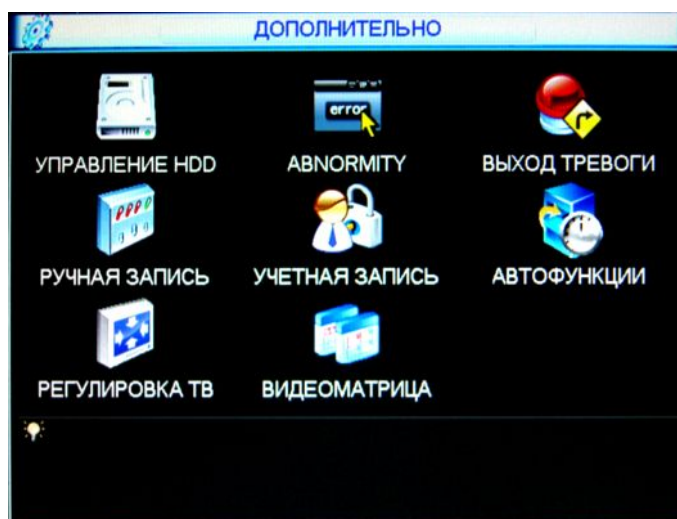 ДОПОЛНИТЕЛЬНО
error
УПРАВЛЕНИЕ HDD
ABNORMITY
ВЫХОД ТРЕВОГИ
РУЧНАЯ ЗАПИСЬ
УЧЕТНАЯ ЗАПИСЬ
АВТОФУНКЦИИ
РЕГУЛИРОВКА ТВ
ВИДЕОМАТРИЦА